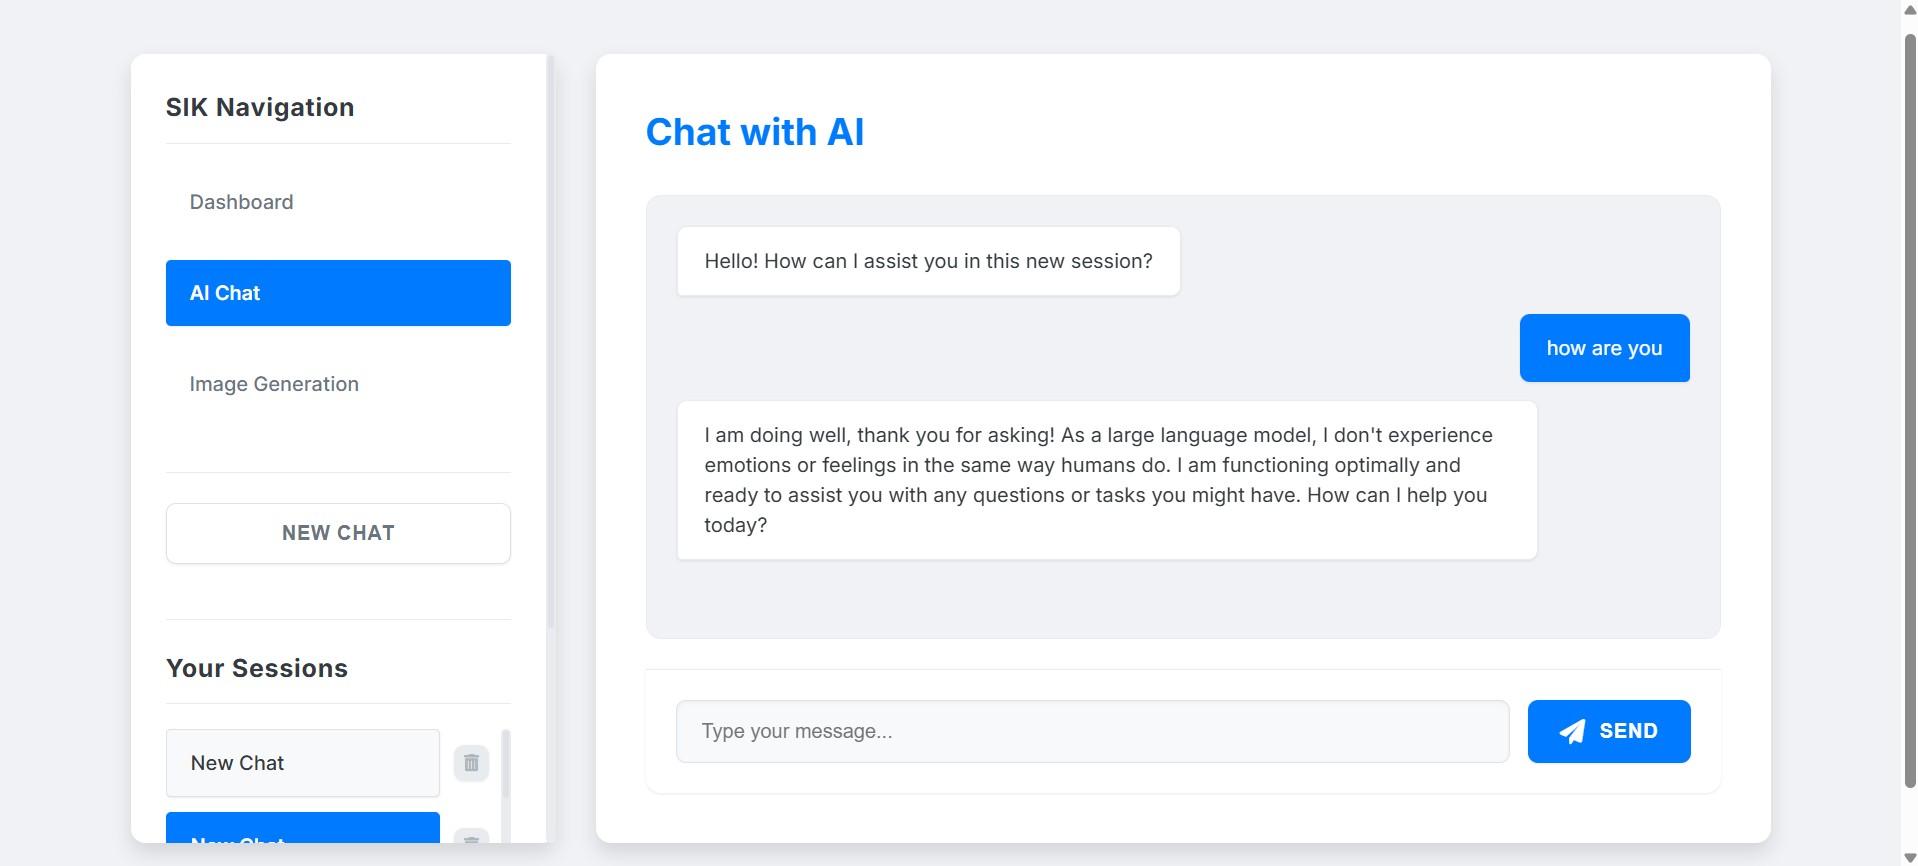 SIK Navigation
Dashboard
AI Chat
Image Generation
NEW CHAT
Your Sessions
New Chat
New Chat
Chat with AI
Hello! How can I assist you in this new session?
how are you
I am doing well, thank you for asking! As a large language model, I don't experience
emotions or feelings in the same way humans do. I am functioning optimally and
ready to assist you with any questions or tasks you might have. How can I help you
today?
Type your message...
SEND